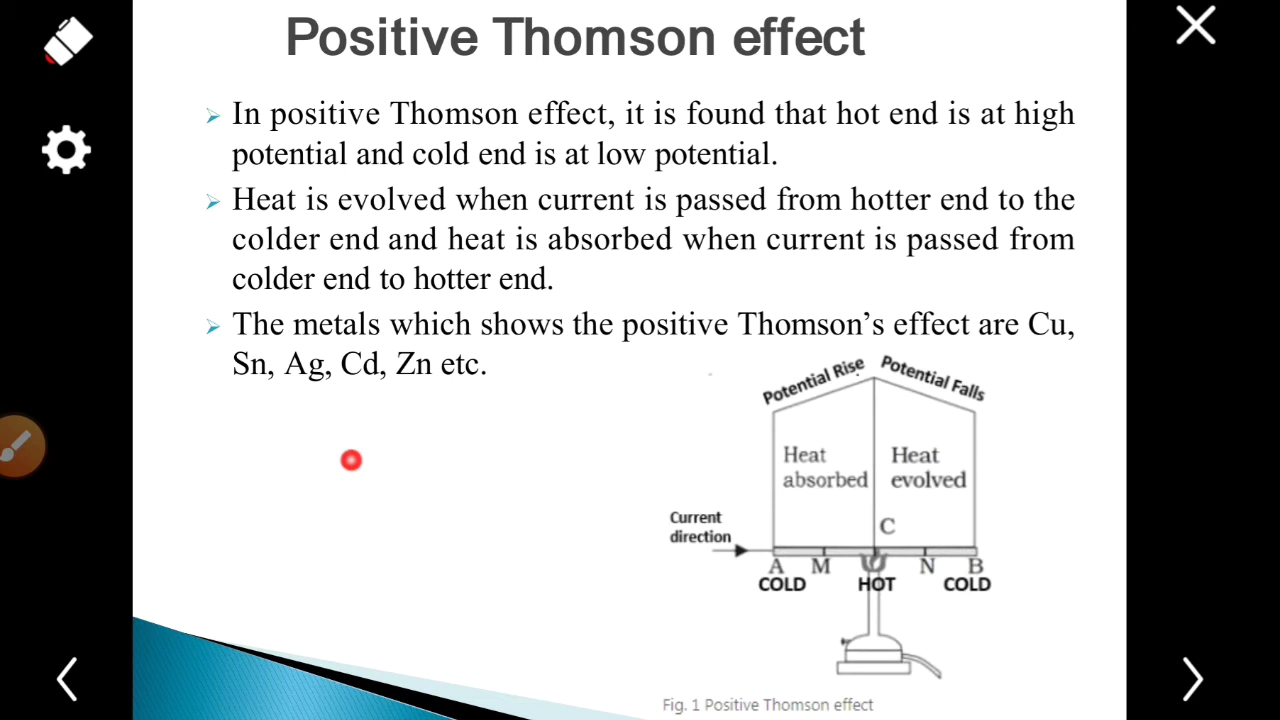 Positive Thomson effect
➢ In positive Thomson effect, it is found that hot end is at high
potential and cold end is at low potential.
➢ Heat is evolved when current is passed from hotter end to the
colder end and heat is absorbed when current is passed from
colder end to hotter end.
➢ The metals which shows the positive Thomson’s effect are Cu,
Sn, Ag, Cd, Zn etc.
Potential Rise Potential Falls
Heat absorbed
Heat evolved
Current direction
C
A M N B
COLD HOT COLD
Fig. 1 Positive Thomson effect